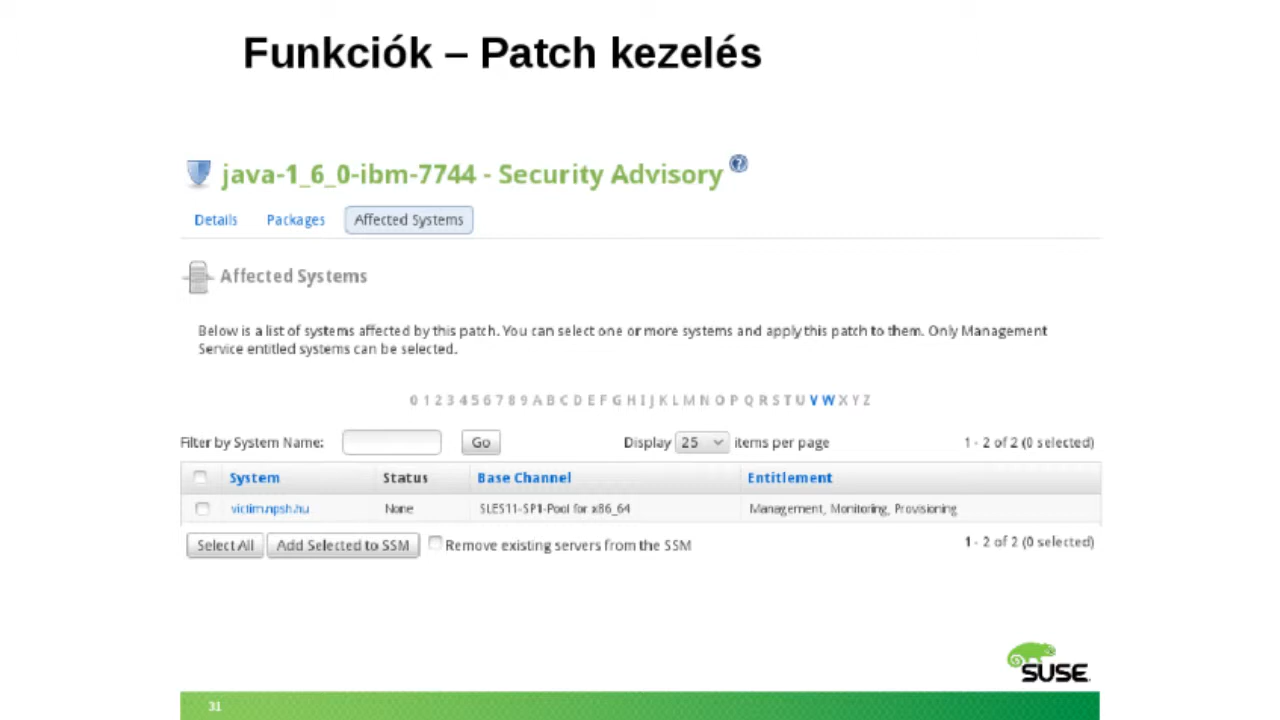 Funkciók – Patch kezelés
java-1_6_0-ibm-7744 - Security Advisory ?
Details Packages Affected Systems
Affected Systems
Below is a list of systems affected by this patch. You can select one or more systems and apply this patch to them. Only Management
Service entitled systems can be selected.
0 1 2 3 4 5 6 7 8 9 A B C D E F G H I J K L M N O P Q R S T U V W X Y Z
Filter by System Name: Go Display 25 items per page 1 - 2 of 2 (0 selected)
System Status Base Channel Entitlement
victim.npsh.hu None SLES11-SP1-Pool for x86_64 Management, Monitoring, Provisioning
Select All Add Selected to SSM Remove existing servers from the SSM 1 - 2 of 2 (0 selected)
SUSE
31